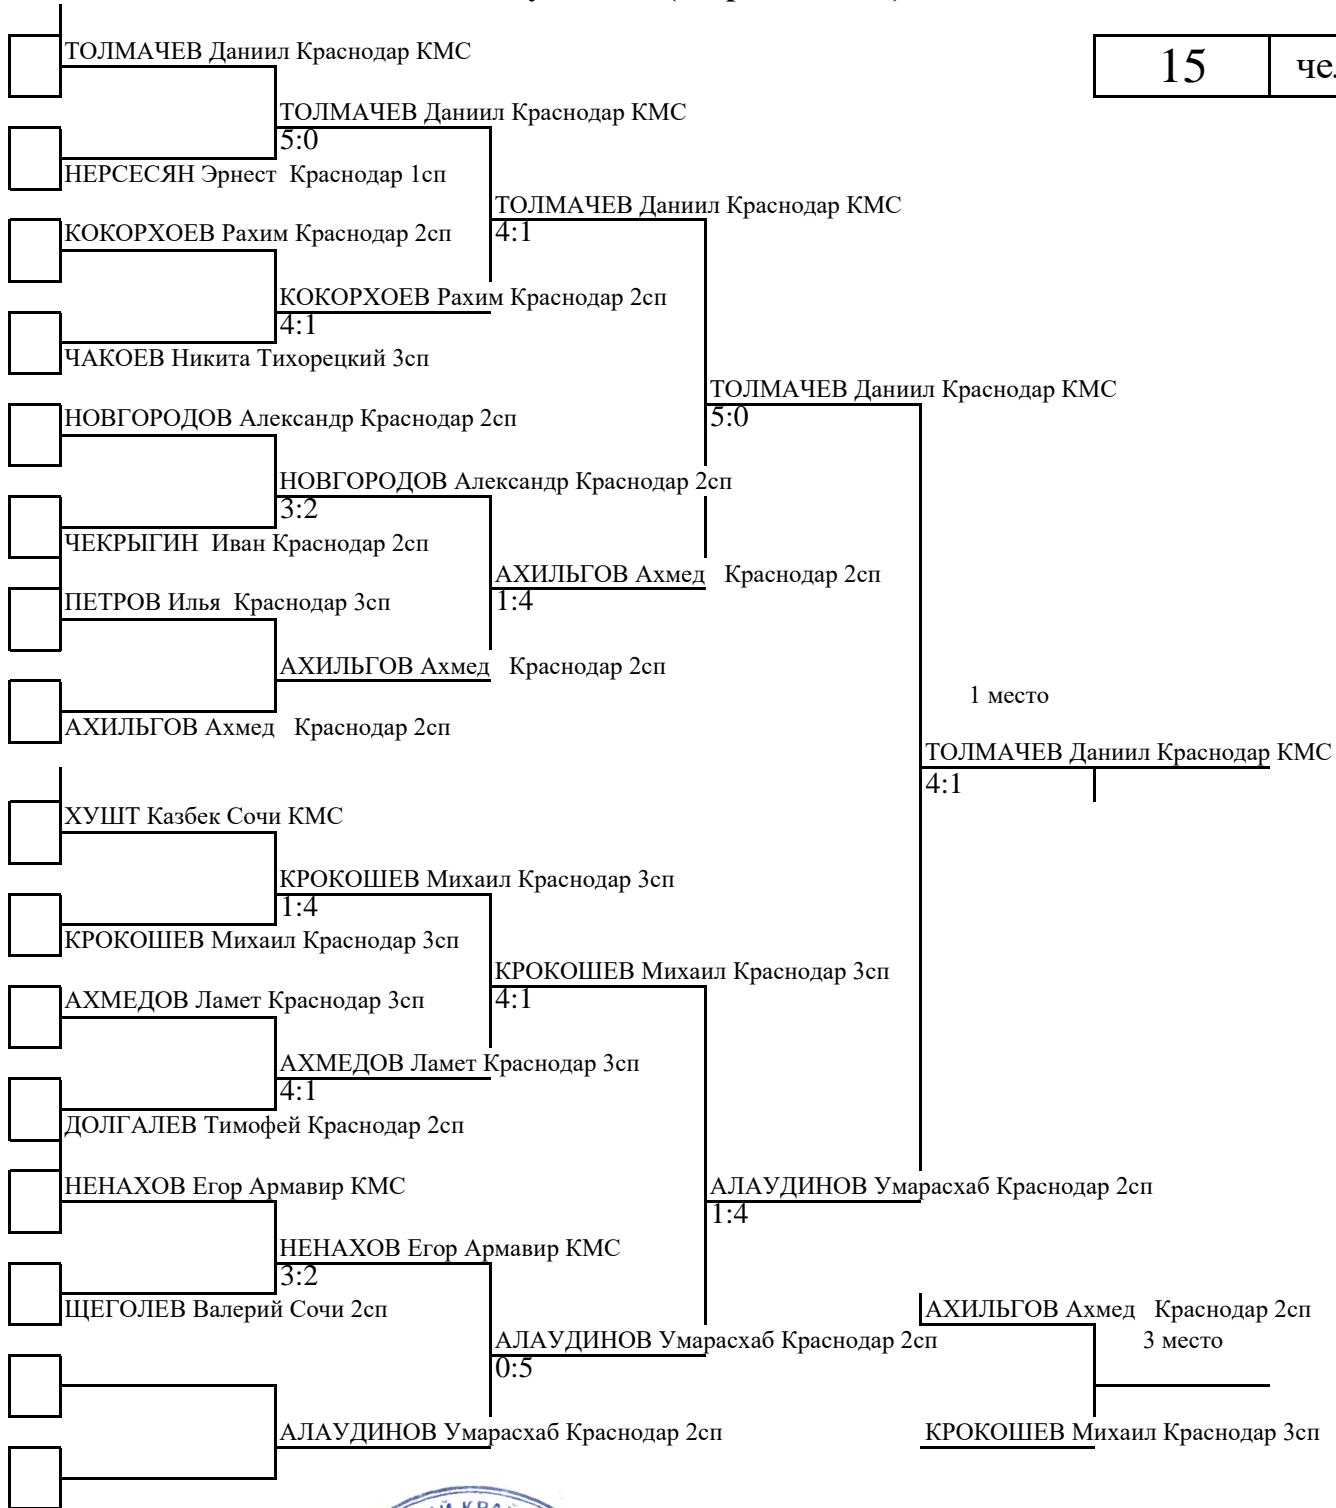 ТОЛМАЧЕВ Даниил Краснодар КМС
15
ТОЛМАЧЕВ Даниил Краснодар КМС
5:0
НЕРСЕСЯН Эрнест Краснодар 1сп
ТОЛМАЧЕВ Даниил Краснодар КМС
4:1
КОКОРХОЕВ Рахим Краснодар 2сп
КОКОРХОЕВ Рахим Краснодар 2сп
4:1
ЧАКОЕВ Никита Тихорецкий 3сп
ТОЛМАЧЕВ Даниил Краснодар КМС
5:0
НОВГОРОДОВ Александр Краснодар 2сп
НОВГОРОДОВ Александр Краснодар 2сп
3:2
ЧЕКРЫГИН Иван Краснодар 2сп
АХИЛЬГОВ Ахмед Краснодар 2сп
1:4
ПЕТРОВ Илья Краснодар 3сп
АХИЛЬГОВ Ахмед Краснодар 2сп
АХИЛЬГОВ Ахмед Краснодар 2сп
1 место
ТОЛМАЧЕВ Даниил Краснодар КМС
4:1
ХУШТ Казбек Сочи КМС
КРОКОШЕВ Михаил Краснодар 3сп
1:4
КРОКОШЕВ Михаил Краснодар 3сп
КРОКОШЕВ Михаил Краснодар 3сп
4:1
АХМЕДОВ Ламет Краснодар 3сп
АХМЕДОВ Ламет Краснодар 3сп
4:1
ДОЛГАЛЕВ Тимофей Краснодар 2сп
НЕНАХОВ Егор Армавир КМС
АЛАУДИНОВ Умарасхаб Краснодар 2сп
1:4
НЕНАХОВ Егор Армавир КМС
3:2
ЩЕГОЛЕВ Валерий Сочи 2сп
АХИЛЬГОВ Ахмед Краснодар 2сп
3 место
АЛАУДИНОВ Умарасхаб Краснодар 2сп
0:5
АЛАУДИНОВ Умарасхаб Краснодар 2сп
КРОКОШЕВ Михаил Краснодар 3сп